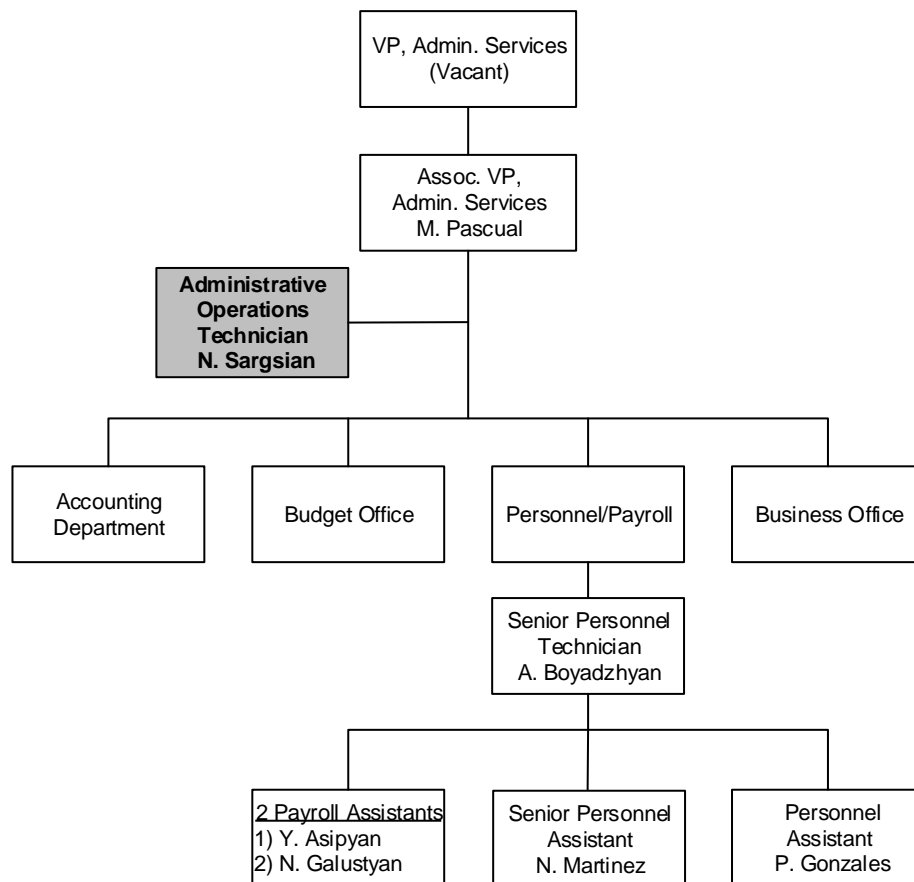 VP, Admin. Services
(Vacant)
Assoc. VP,
Admin. Services
M. Pascual
Administrative
Operations
Technician
N. Sargsian
Accounting
Department
Budget Office
Personnel/Payroll
Business Office
Senior Personnel
Technician
A. Boyadzhyan
2 Payroll Assistants
1) Y. Asipyan
2) N. Galustyan
Senior Personnel
Assistant
N. Martinez
Personnel
Assistant
P. Gonzales